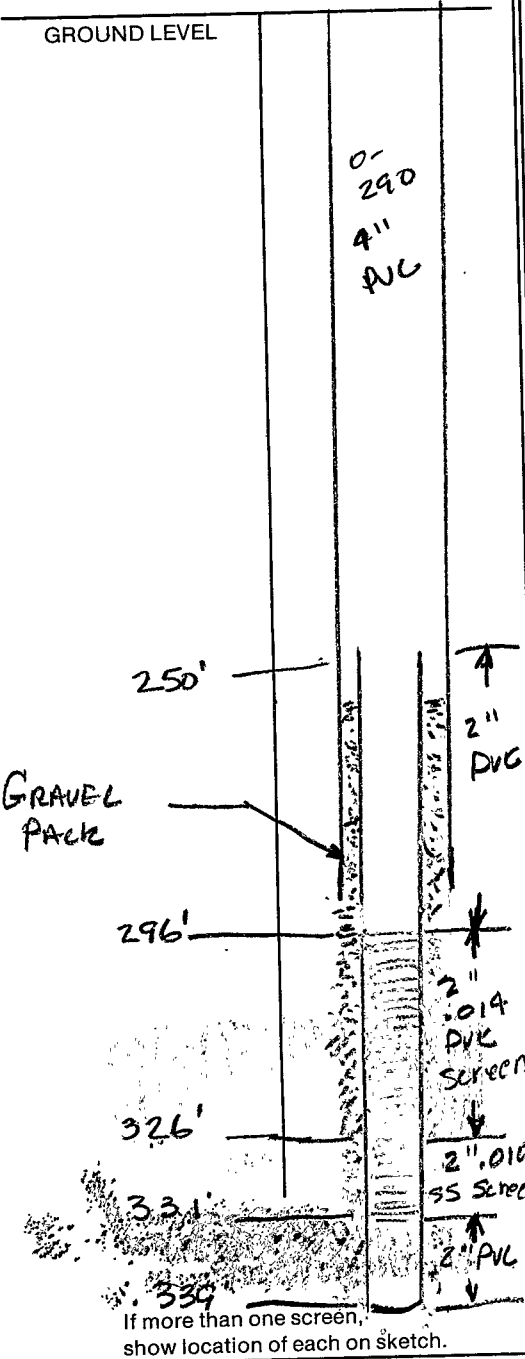 GROUND LEVEL
0-
290
4"
PVC
250'
2"
PVC
GRAVEL
PACK
296'
2"
.014
PVC
Screen
326'
2" .010
SS Scree
331'
2" PVC
339'
If more than one screen,
show location of each on sketch.